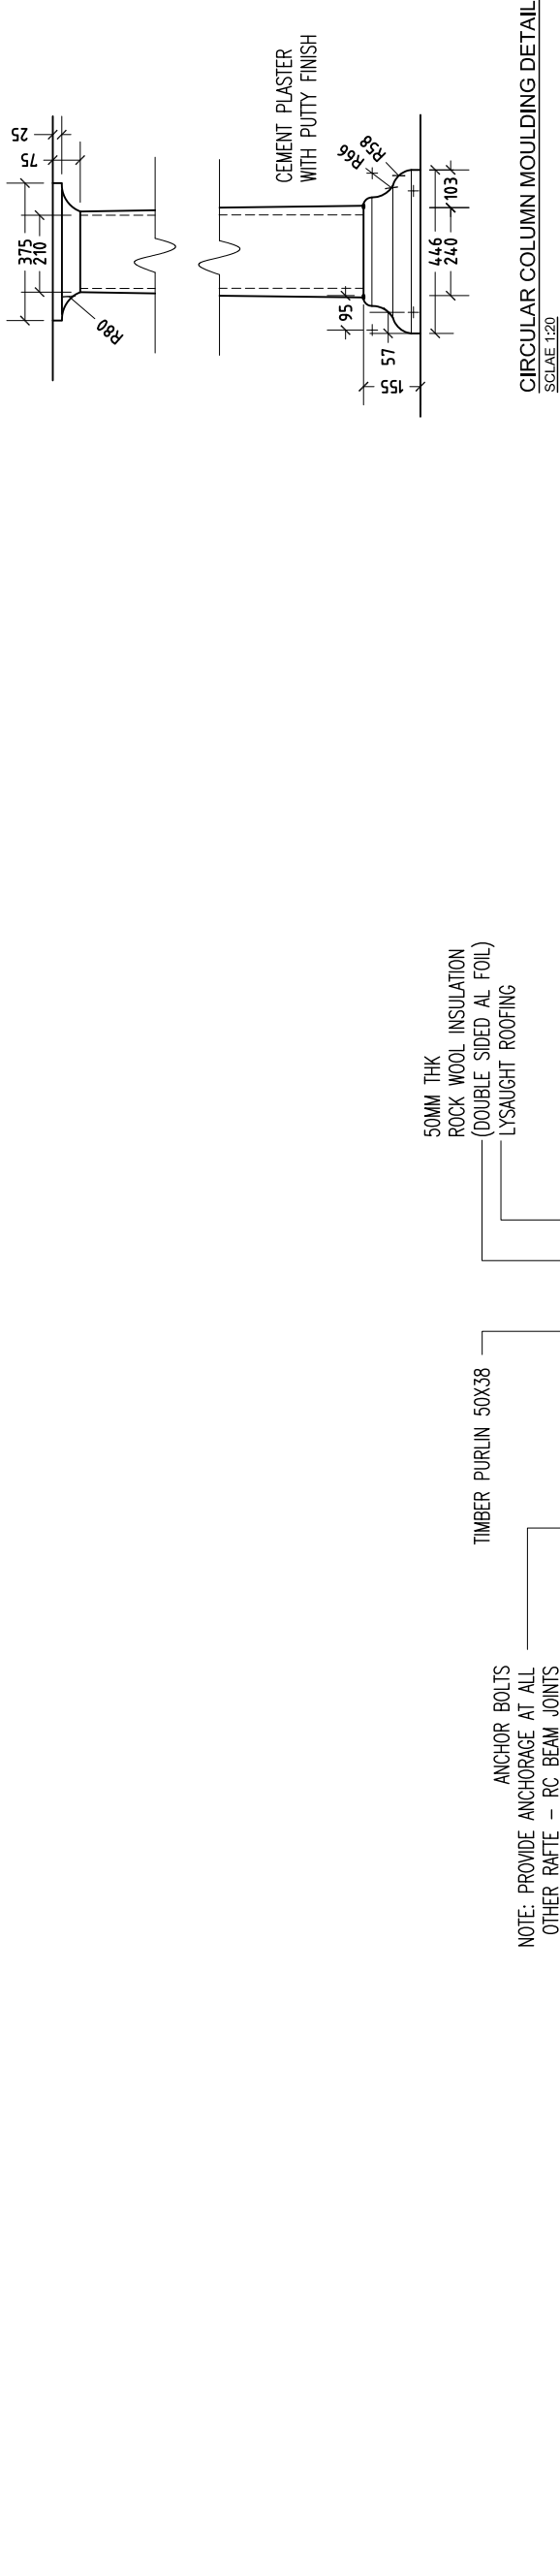 25
75
375
210
R80
CEMENT PLASTER
WITH PUTTY FINISH
R66
R58
95
57
155
446
240
103
CIRCULAR COLUMN MOULDING DETAIL
SCLAE 1:20
50MM THK
ROCK WOOL INSULATION
(DOUBLE SIDED AL FOIL)
LYSAUGHT ROOFING
TIMBER PURLIN 50X38
ANCHOR BOLTS
NOTE: PROVIDE ANCHORAGE AT ALL
OTHER RAFTE - RC BEAM JOINTS